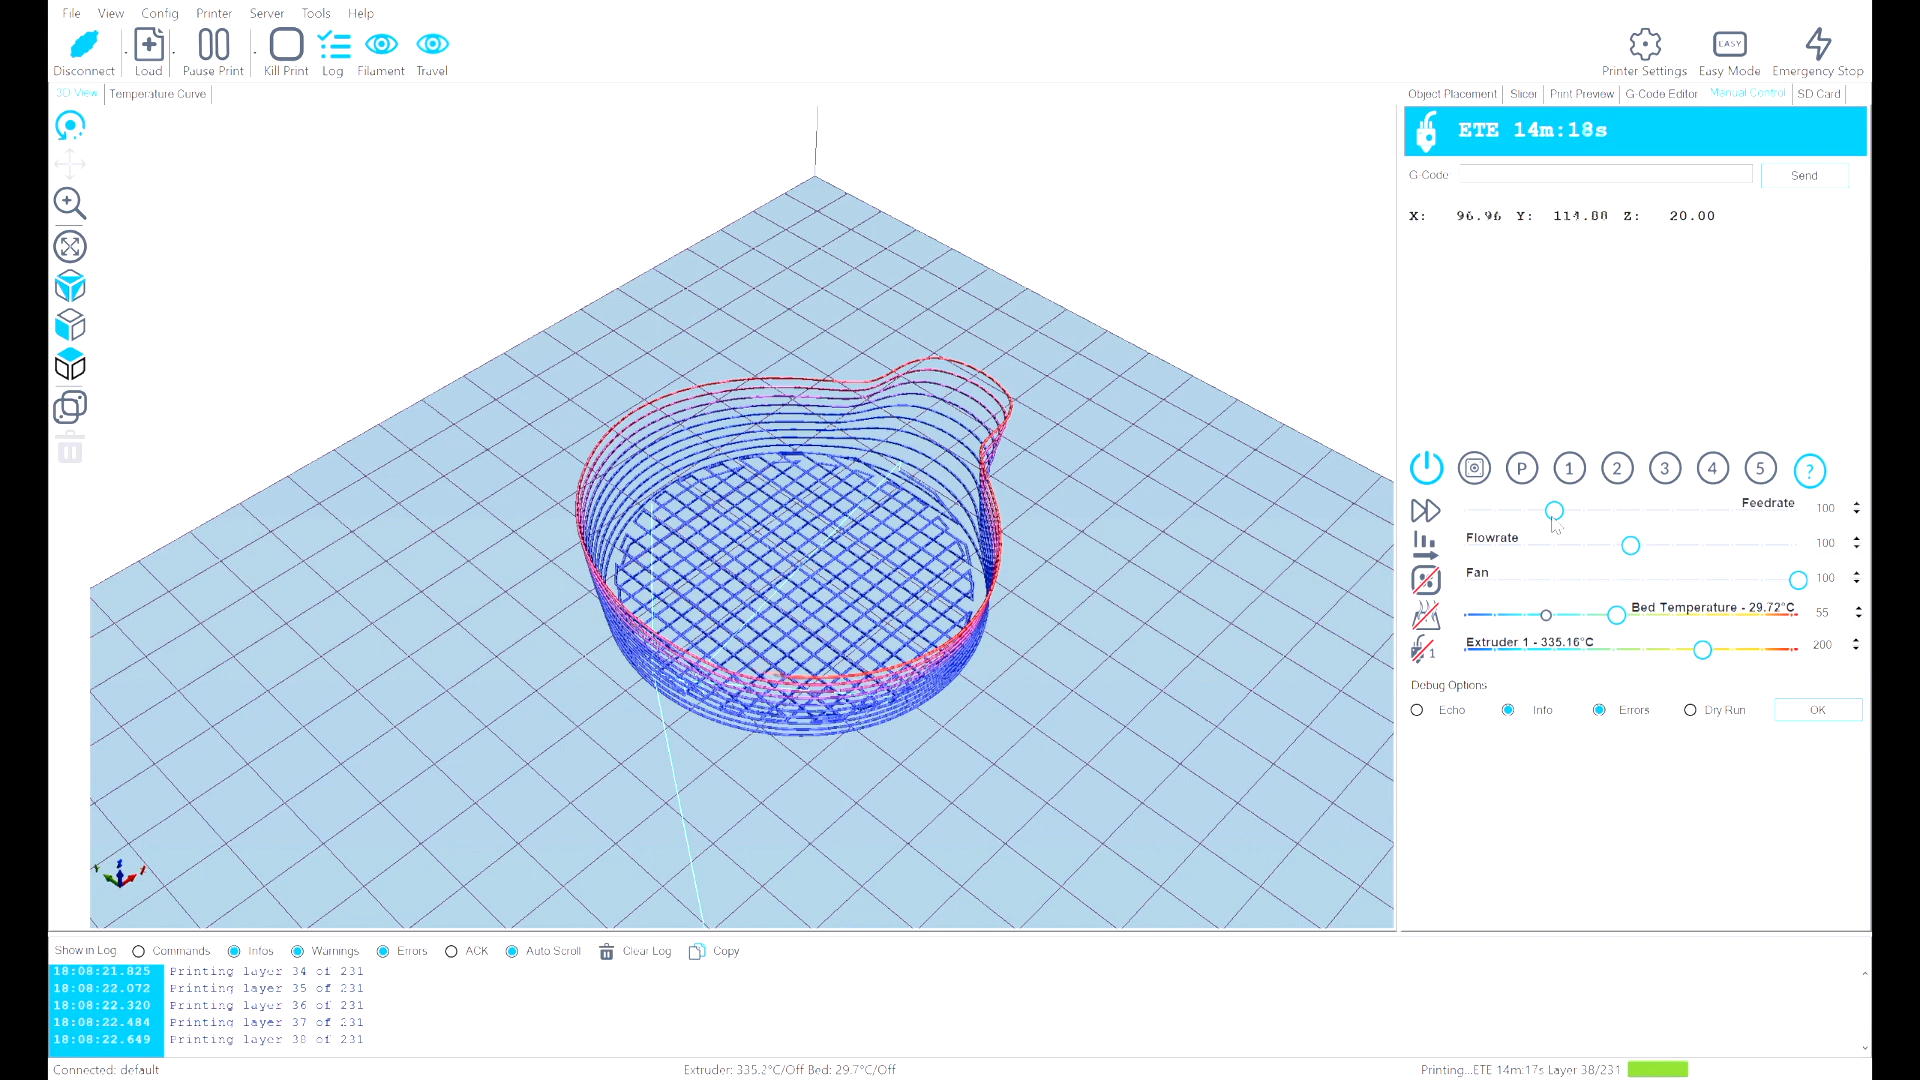 File View Config Printer Server Tools Help
Disconnect Load Pause Print Kill Print Log Filament Travel
Printer Settings EASY Easy Mode Emergency Stop
3D View Temperature Curve
Object Placement Slicer Print Preview G-Code Editor Manual Control SD Card
ETE 14m:18s
G-Code: Send
X: 96.96 Y: 114.88 Z: 20.00
P 1 2 3 4 5 ?
Feedrate 100
Flowrate 100
Fan 100
Bed Temperature - 29.72°C 55
Extruder 1 - 335.16°C 200
1
Debug Options
Echo Info Errors Dry Run OK
Show in Log Commands Infos Warnings Errors ACK Auto Scroll Clear Log Copy
18:08:21.825 Printing layer 34 of 231
18:08:22.072 Printing layer 35 of 231
18:08:22.320 Printing layer 36 of 231
18:08:22.484 Printing layer 37 of 231
18:08:22.649 Printing layer 38 of 231
Connected: default Extruder: 335.2°C/Off Bed: 29.7°C/Off Printing...ETE 14m:17s Layer 38/231